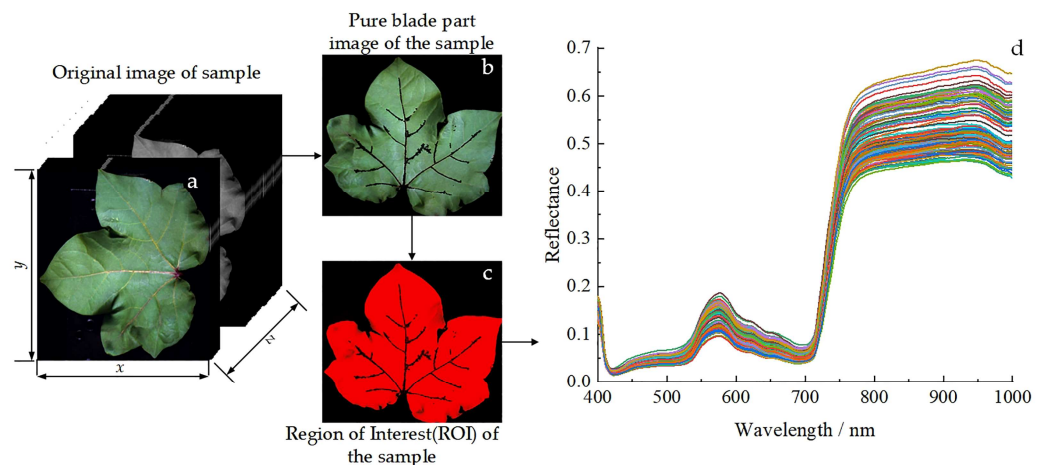 Original image of sample
a
y
x
z
Pure blade part
image of the sample
b
c
Region of Interest(ROI) of
the sample
d
Reflectance
0.7
0.6
0.5
0.4
0.3
0.2
0.1
0.0
400 500 600 700 800 900 1000
Wavelength / nm